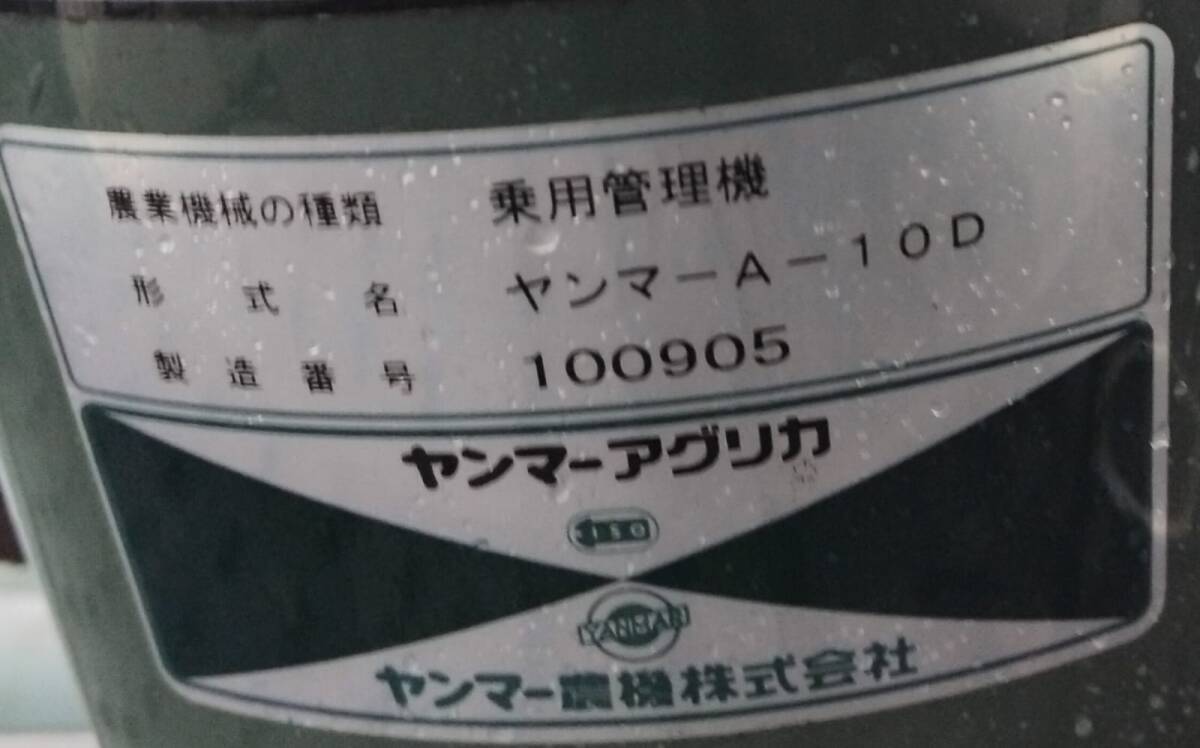 農業機械の種類 乗用管理機
形式名 ヤンマーA-10D
製造番号 100905
ヤンマーアグリカ
ISO
YANMAR
ヤンマー農機株式会社